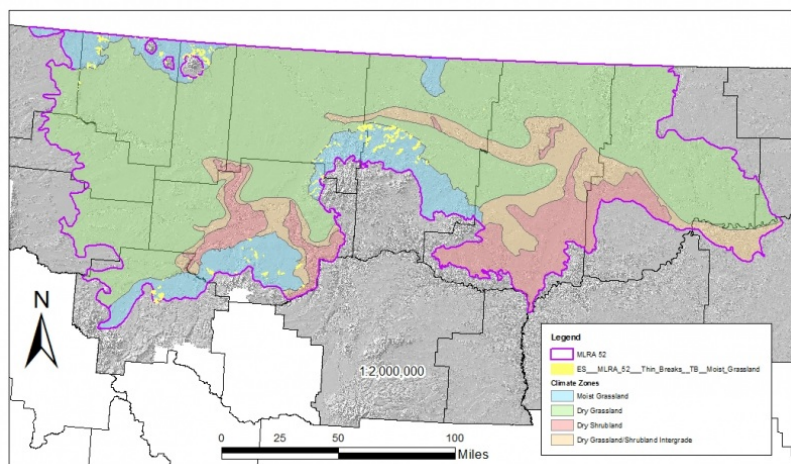 N
1:2,000,000
0 25 50 100
Miles
Legend
MLRA 52
ES___MLRA_52___Thin_Breaks__TB__Moist_Grassland
Climate Zones
Moist Grassland
Dry Grassland
Dry Shrubland
Dry Grassland/Shrubland Intergrade